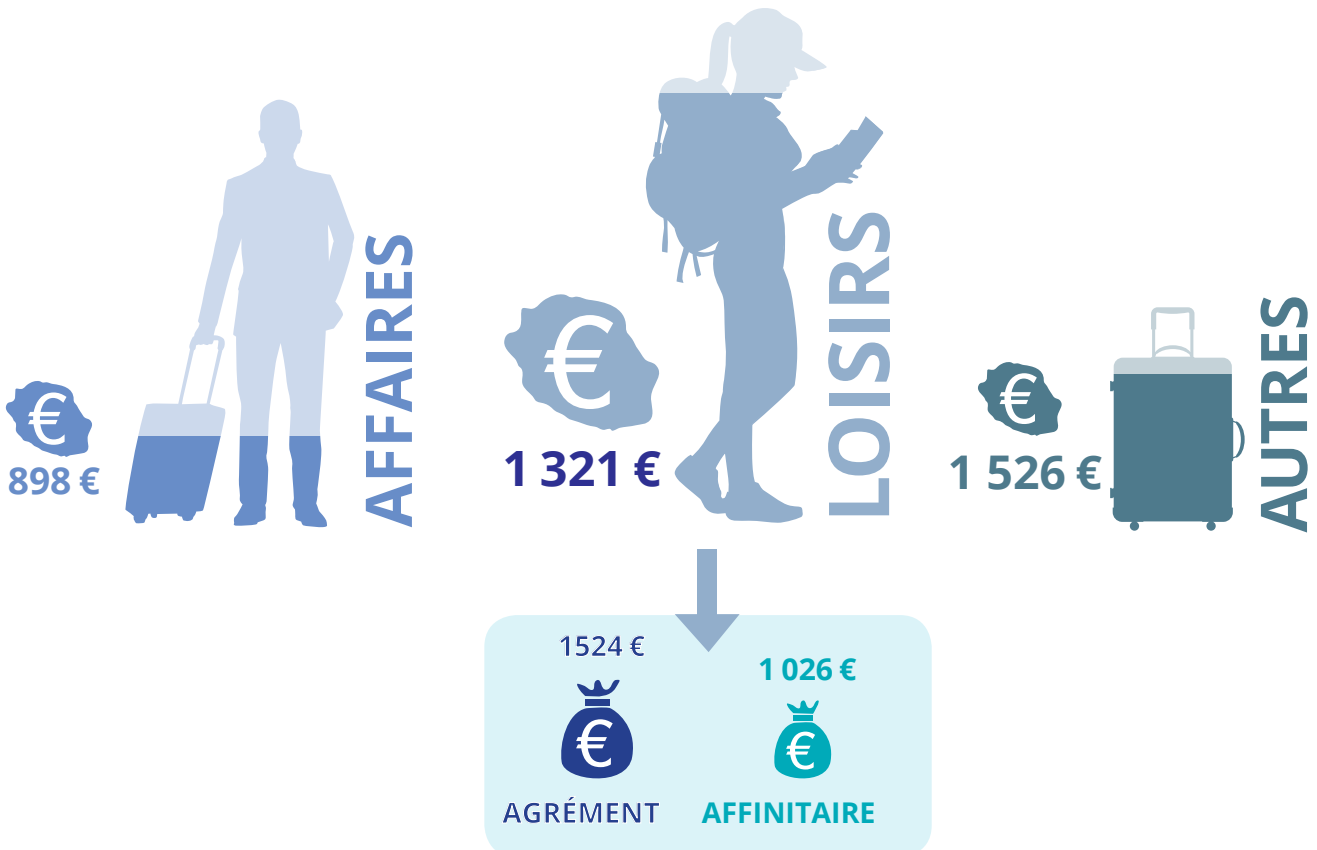 AFFAIRES
€
898 €
LOISIRS
€
1 321 €
AUTRES
€
1 526 €
1524 €
€
AGRÉMENT
1 026 €
€
AFFINITAIRE